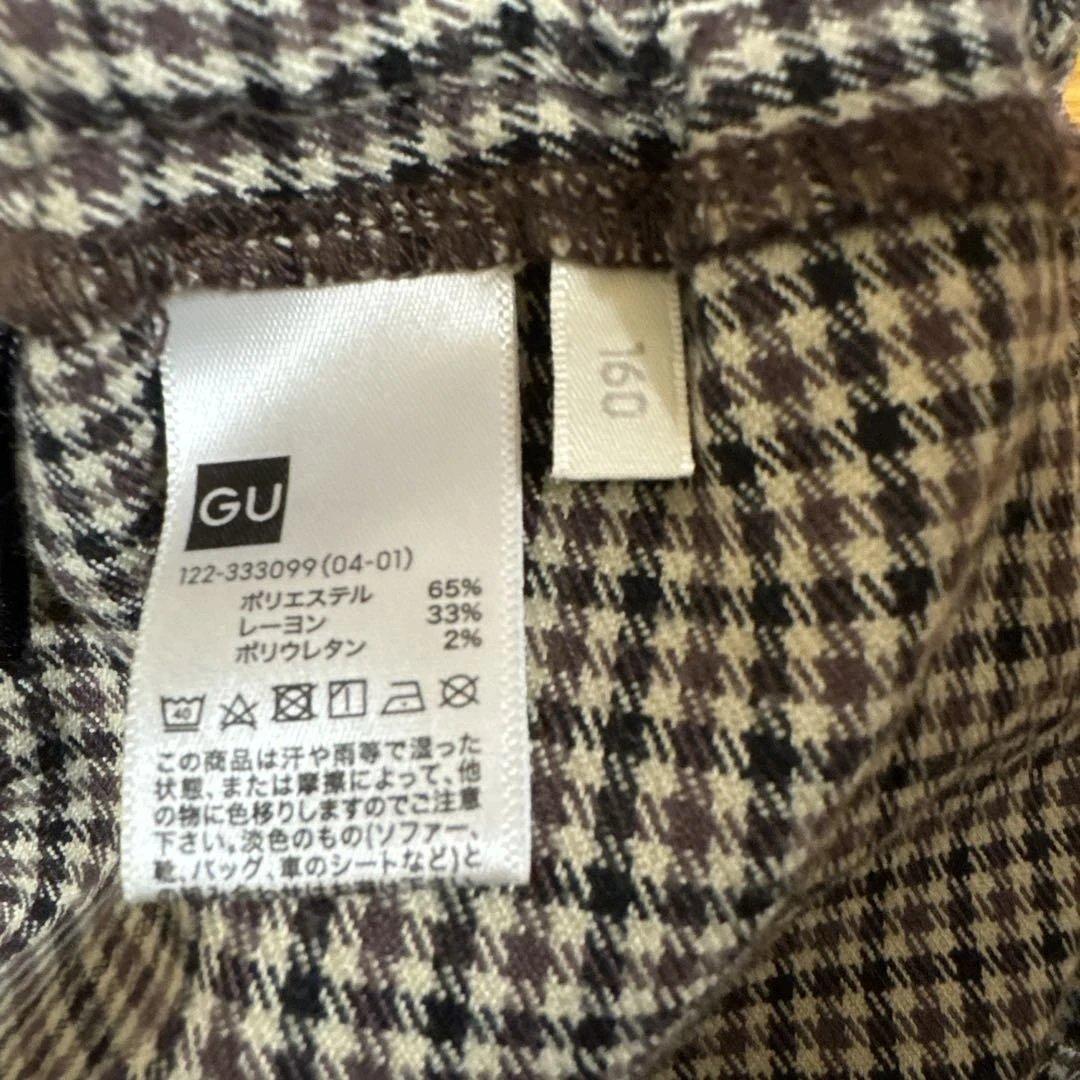 160
GU
122-333099(04-01)
ポリエステル 65%
レーヨン 33%
ポリウレタン 2%
40
この商品は汗や雨等で湿った
状態、または摩擦によって、他
の物に色移りしますのでご注意
下さい。淡色のもの(ソファー、
靴、バッグ、車のシートなど)と